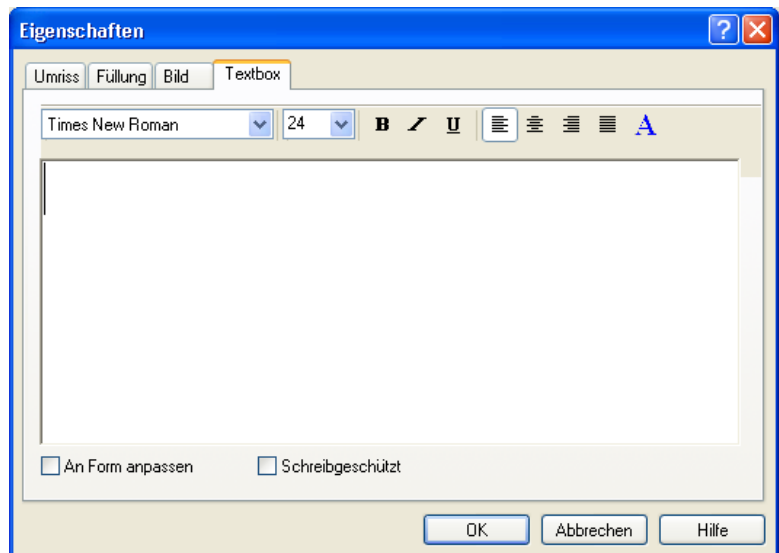 Eigenschaften
Umriss Füllung Bild Textbox
Times New Roman 24 B I U A
An Form anpassen Schreibgeschützt
OK Abbrechen Hilfe